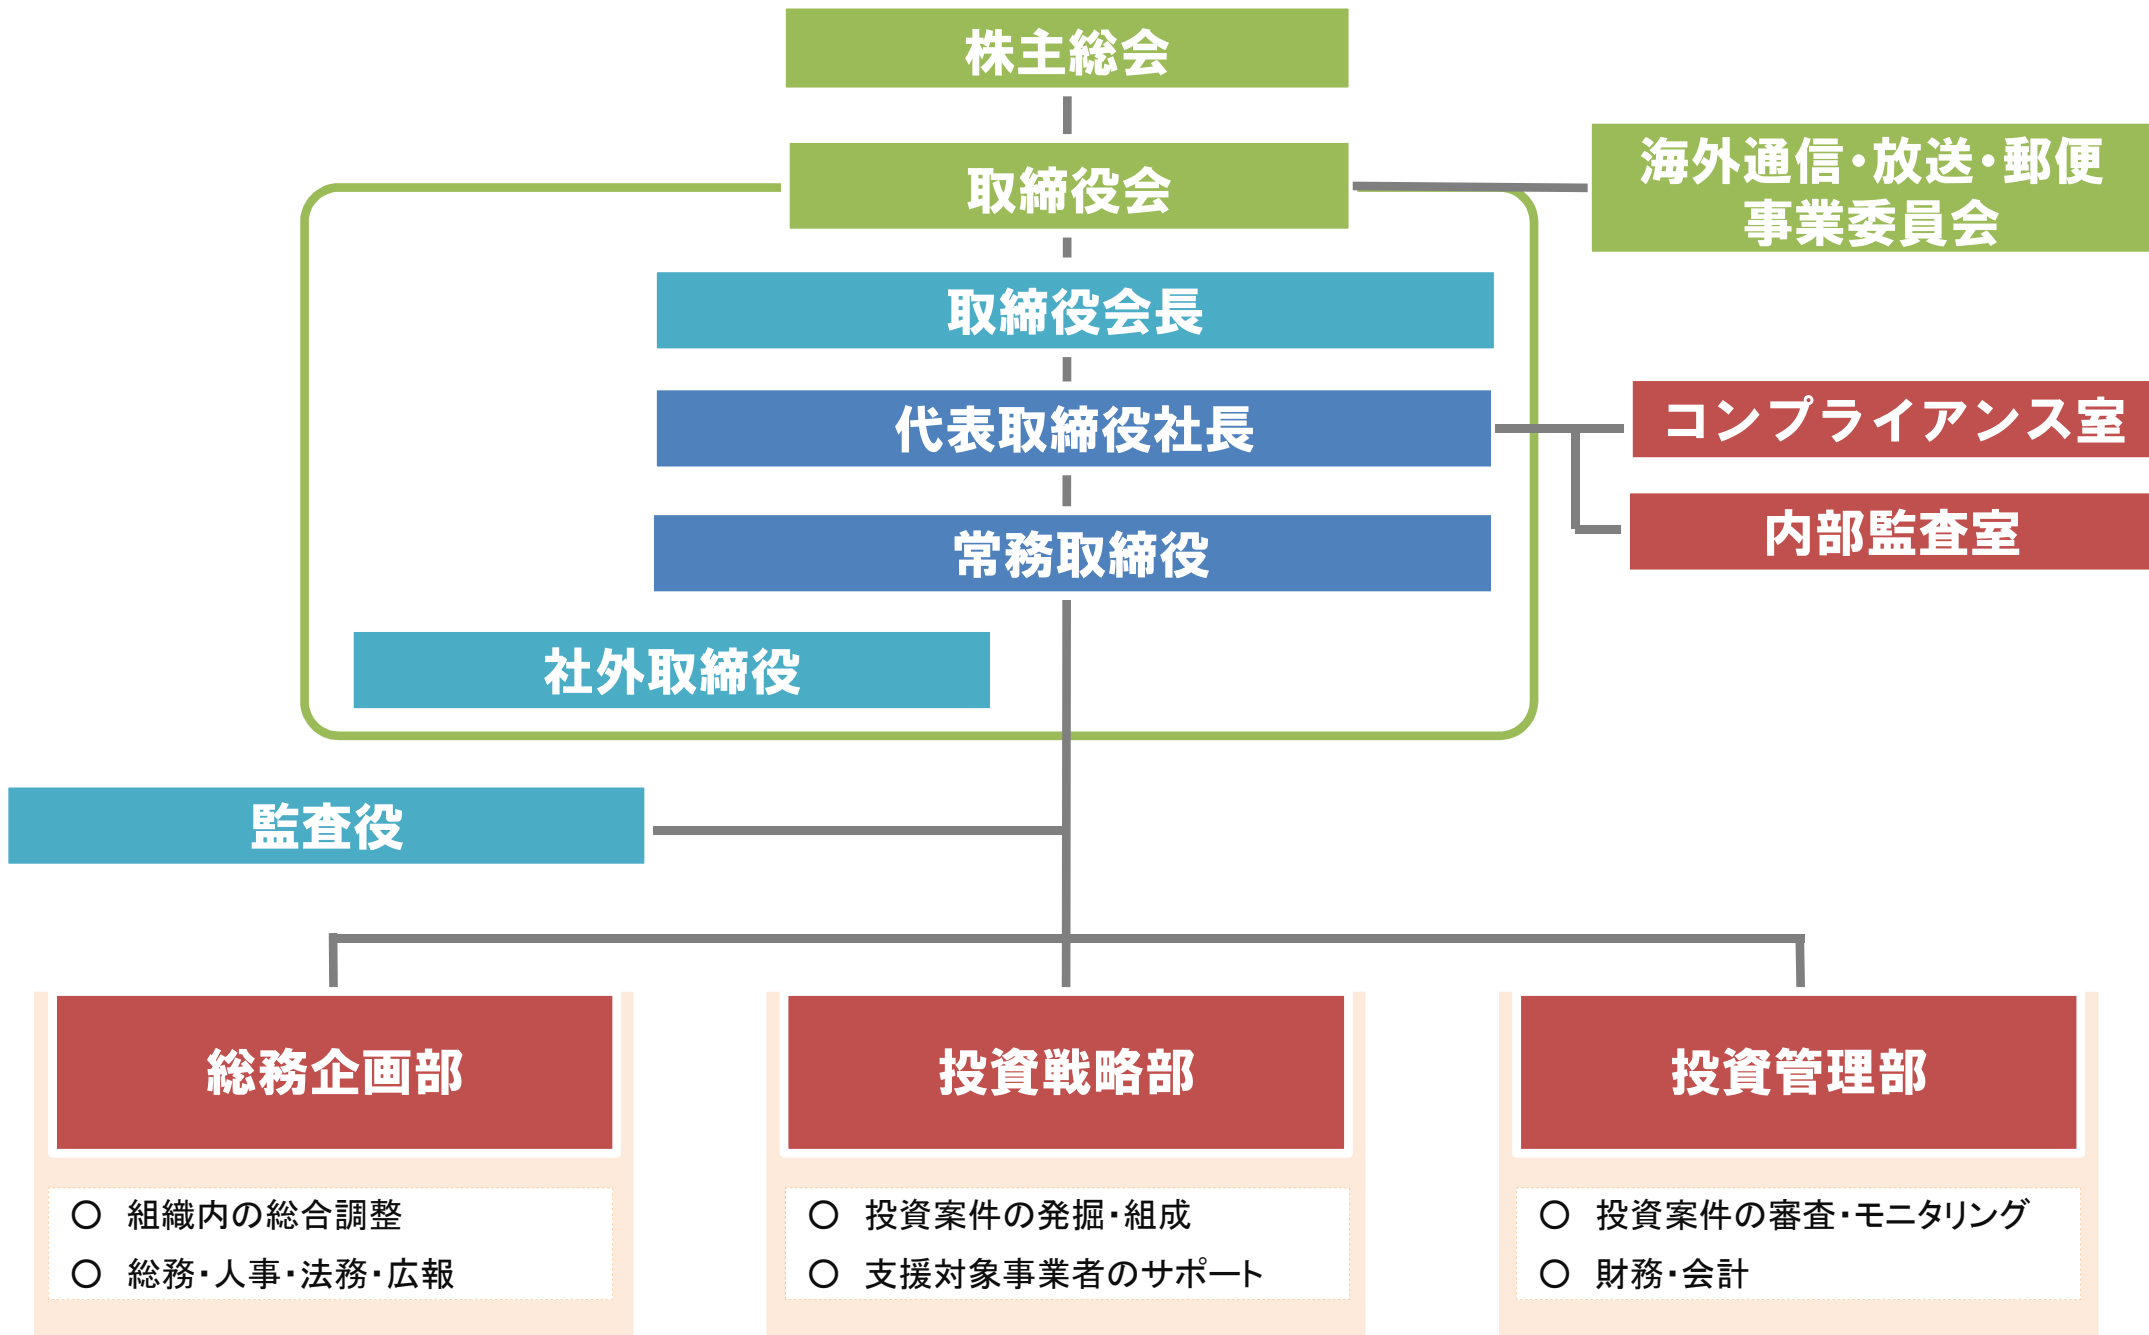 株主総会
取締役会
海外通信・放送・郵便
事業委員会
取締役会長
代表取締役社長
コンプライアンス室
常務取締役
内部監査室
社外取締役
監査役
総務企画部
投資戦略部
投資管理部
○ 組織内の総合調整
○ 総務・人事・法務・広報
○ 投資案件の発掘・組成
○ 支援対象事業者のサポート
○ 投資案件の審査・モニタリング
○ 財務・会計